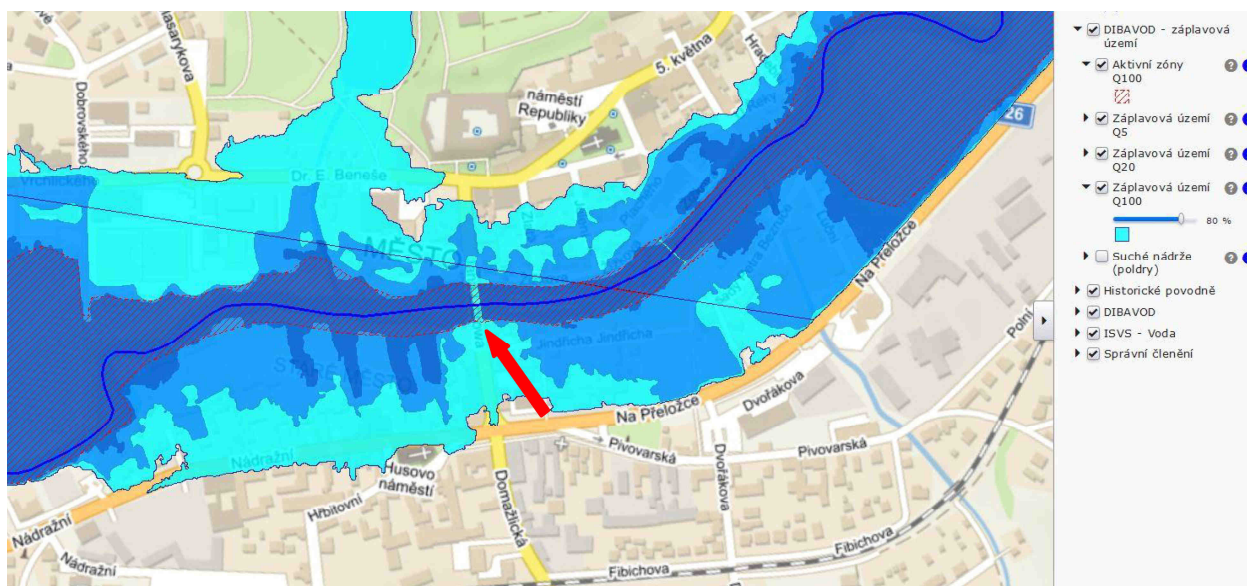 Masarykova
Dobrovského
Vrchlického
5. května
náměstí
Republiky
26
Dr. E. Beneše
MĚSTO
Luční
Na Přeložce
Jindřicha Jindřicha
STARÉ MĚSTO
Na Přeložce
Dvořákova
Polní
Pivovarská
Pivovarská
Dvořákova
Husovo
náměstí
Nádražní
Hřbitovní
Domažlická
Nádražní
Nádražní
Fibichova
Fibichova
DIBAVOD - záplavová
území
Aktivní zóny
Q100
Záplavová území
Q5
Záplavová území
Q20
Záplavová území
Q100
80 %
Suché nádrže
(poldry)
Historické povodně
DIBAVOD
ISVS - Voda
Správní členění